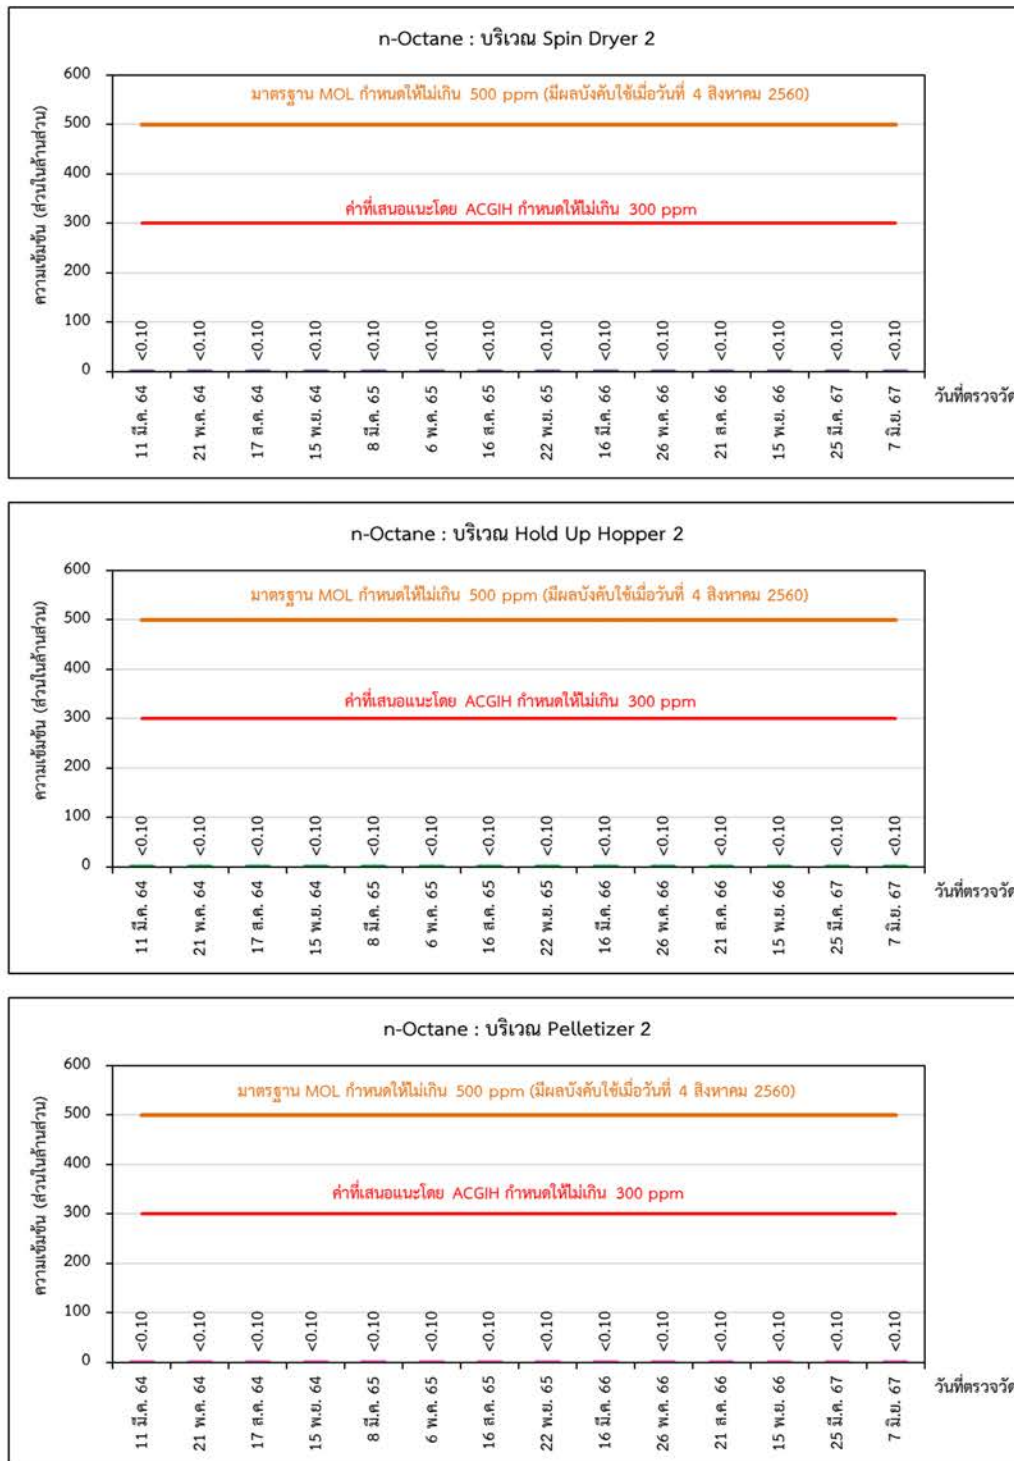 n-Octane : บริเวณ Spin Dryer 2
ความเข้มข้น (ส่วนในล้านส่วน)
600
500
400
300
200
100
0
มาตรฐาน MOL กำหนดให้ไม่เกิน 500 ppm (มีผลบังคับใช้เมื่อวันที่ 4 สิงหาคม 2560)
ค่าที่เสนอแนะโดย ACGIH กำหนดให้ไม่เกิน 300 ppm
<0.10 <0.10 <0.10 <0.10 <0.10 <0.10 <0.10 <0.10 <0.10 <0.10 <0.10 <0.10 <0.10 <0.10
11 มี.ค. 64
21 พ.ค. 64
17 ส.ค. 64
15 พ.ย. 64
8 มี.ค. 65
6 พ.ค. 65
16 ส.ค. 65
22 พ.ย. 65
16 มี.ค. 66
26 พ.ค. 66
21 ส.ค. 66
15 พ.ย. 66
25 มี.ค. 67
7 มิ.ย. 67
วันที่ตรวจวัด
n-Octane : บริเวณ Hold Up Hopper 2
ความเข้มข้น (ส่วนในล้านส่วน)
600
500
400
300
200
100
0
มาตรฐาน MOL กำหนดให้ไม่เกิน 500 ppm (มีผลบังคับใช้เมื่อวันที่ 4 สิงหาคม 2560)
ค่าที่เสนอแนะโดย ACGIH กำหนดให้ไม่เกิน 300 ppm
<0.10 <0.10 <0.10 <0.10 <0.10 <0.10 <0.10 <0.10 <0.10 <0.10 <0.10 <0.10 <0.10 <0.10
11 มี.ค. 64
21 พ.ค. 64
17 ส.ค. 64
15 พ.ย. 64
8 มี.ค. 65
6 พ.ค. 65
16 ส.ค. 65
22 พ.ย. 65
16 มี.ค. 66
26 พ.ค. 66
21 ส.ค. 66
15 พ.ย. 66
25 มี.ค. 67
7 มิ.ย. 67
วันที่ตรวจวัด
n-Octane : บริเวณ Pelletizer 2
ความเข้มข้น (ส่วนในล้านส่วน)
600
500
400
300
200
100
0
มาตรฐาน MOL กำหนดให้ไม่เกิน 500 ppm (มีผลบังคับใช้เมื่อวันที่ 4 สิงหาคม 2560)
ค่าที่เสนอแนะโดย ACGIH กำหนดให้ไม่เกิน 300 ppm
<0.10 <0.10 <0.10 <0.10 <0.10 <0.10 <0.10 <0.10 <0.10 <0.10 <0.10 <0.10 <0.10 <0.10
11 มี.ค. 64
21 พ.ค. 64
17 ส.ค. 64
15 พ.ย. 64
8 มี.ค. 65
6 พ.ค. 65
16 ส.ค. 65
22 พ.ย. 65
16 มี.ค. 66
26 พ.ค. 66
21 ส.ค. 66
15 พ.ย. 66
25 มี.ค. 67
7 มิ.ย. 67
วันที่ตรวจวัด